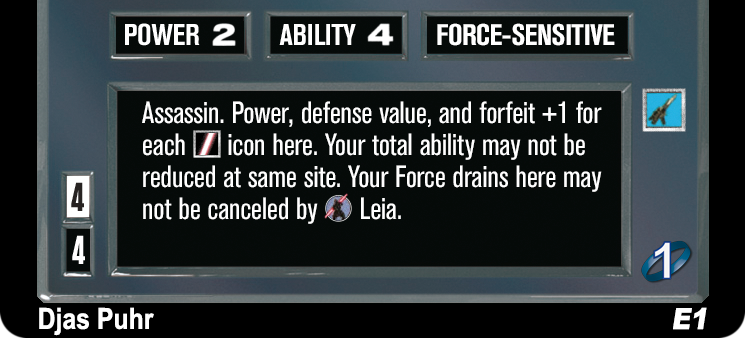 POWER 2 ABILITY 4 FORCE-SENSITIVE
Assassin. Power, defense value, and forfeit +1 for
each icon here. Your total ability may not be
reduced at same site. Your Force drains here may
not be canceled by Leia.
4
4
1
Djas Puhr E1